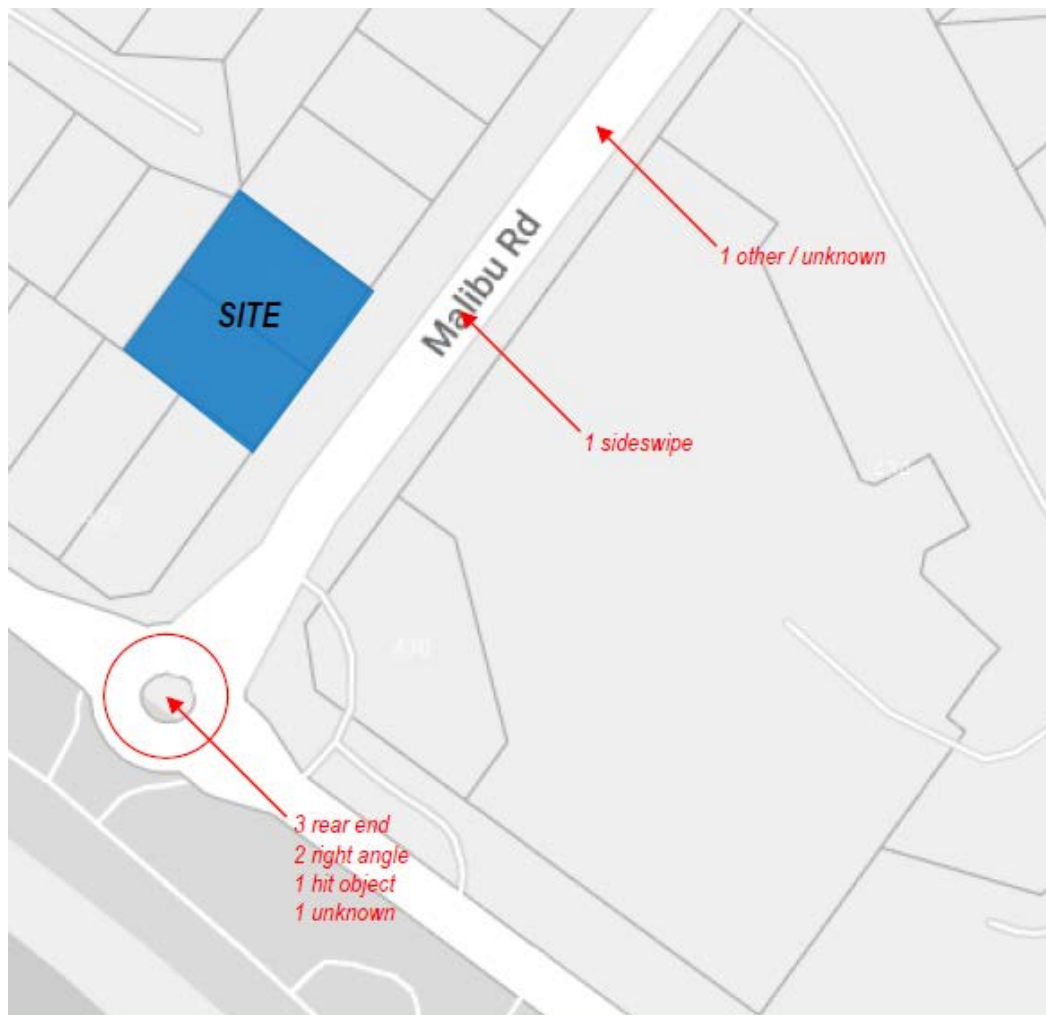 1 other / unknown
Malibu Rd
SITE
1 sideswipe
3 rear end
2 right angle
1 hit object
1 unknown